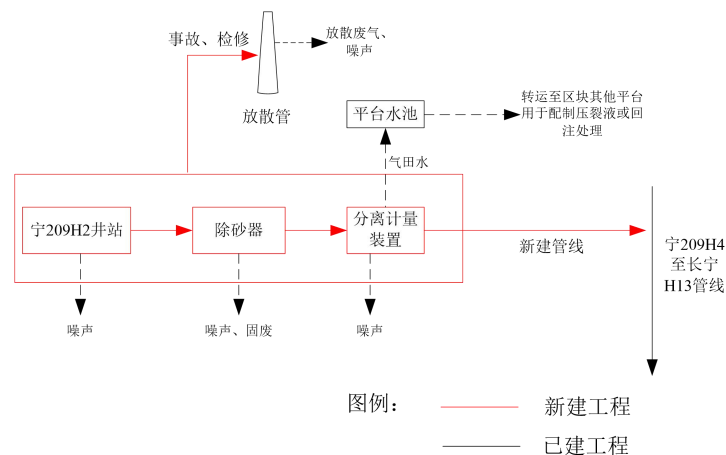 事故、检修
放散废气、
噪声
放散管
平台水池
转运至区块其他平台
用于配制压裂液或回
注处理
气田水
宁209H2井站
除砂器
分离计量
装置
新建管线
宁209H4
至长宁
H13管线
噪声
噪声、固废
噪声
图例：
新建工程
已建工程